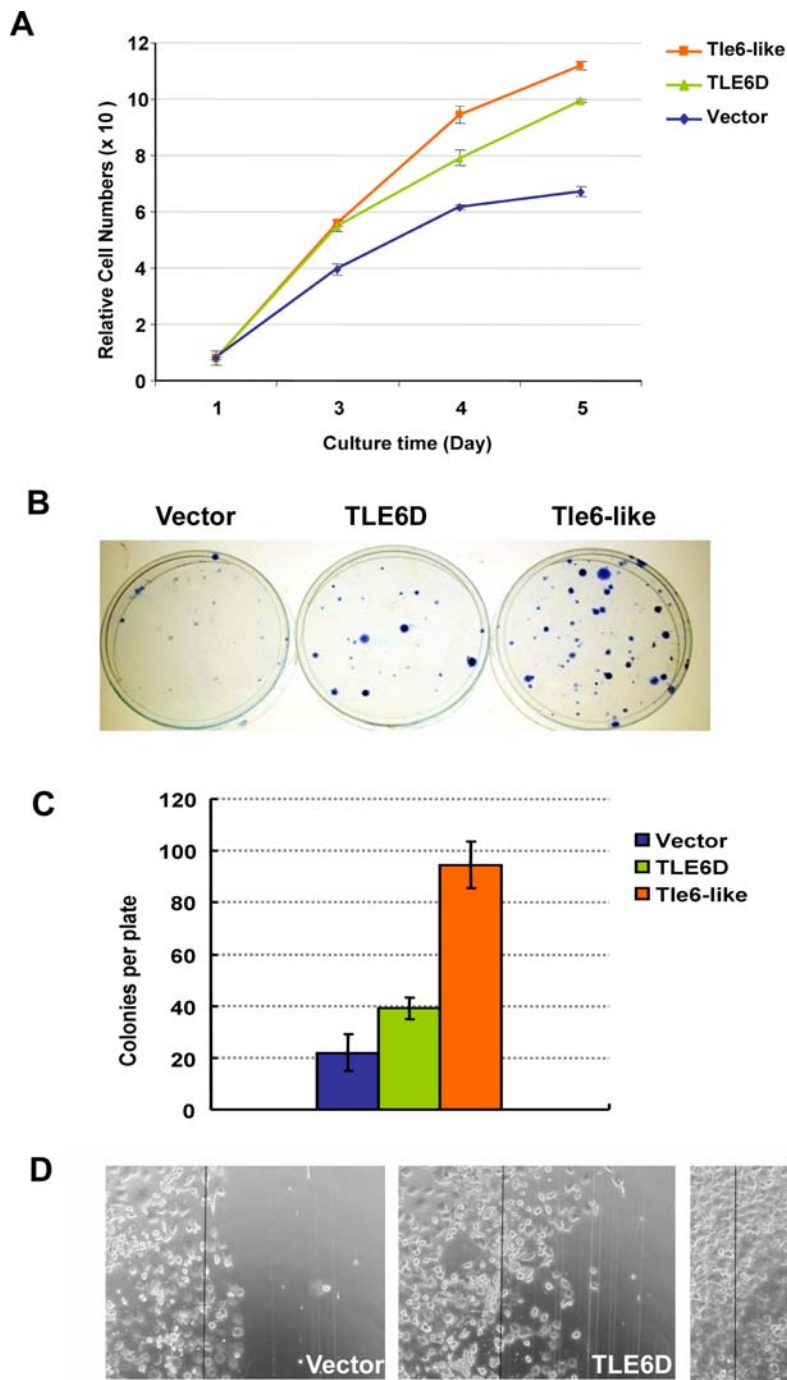 A
12
10
8
6
4
2
0
Relative Cell Numbers (x 10 )
1 3 4 5
Culture time (Day)
Tle6-like
TLE6D
Vector
B
Vector TLE6D Tle6-like
C
120
100
80
60
40
20
0
Colonies per plate
Vector
TLE6D
Tle6-like
D
Vector TLE6D